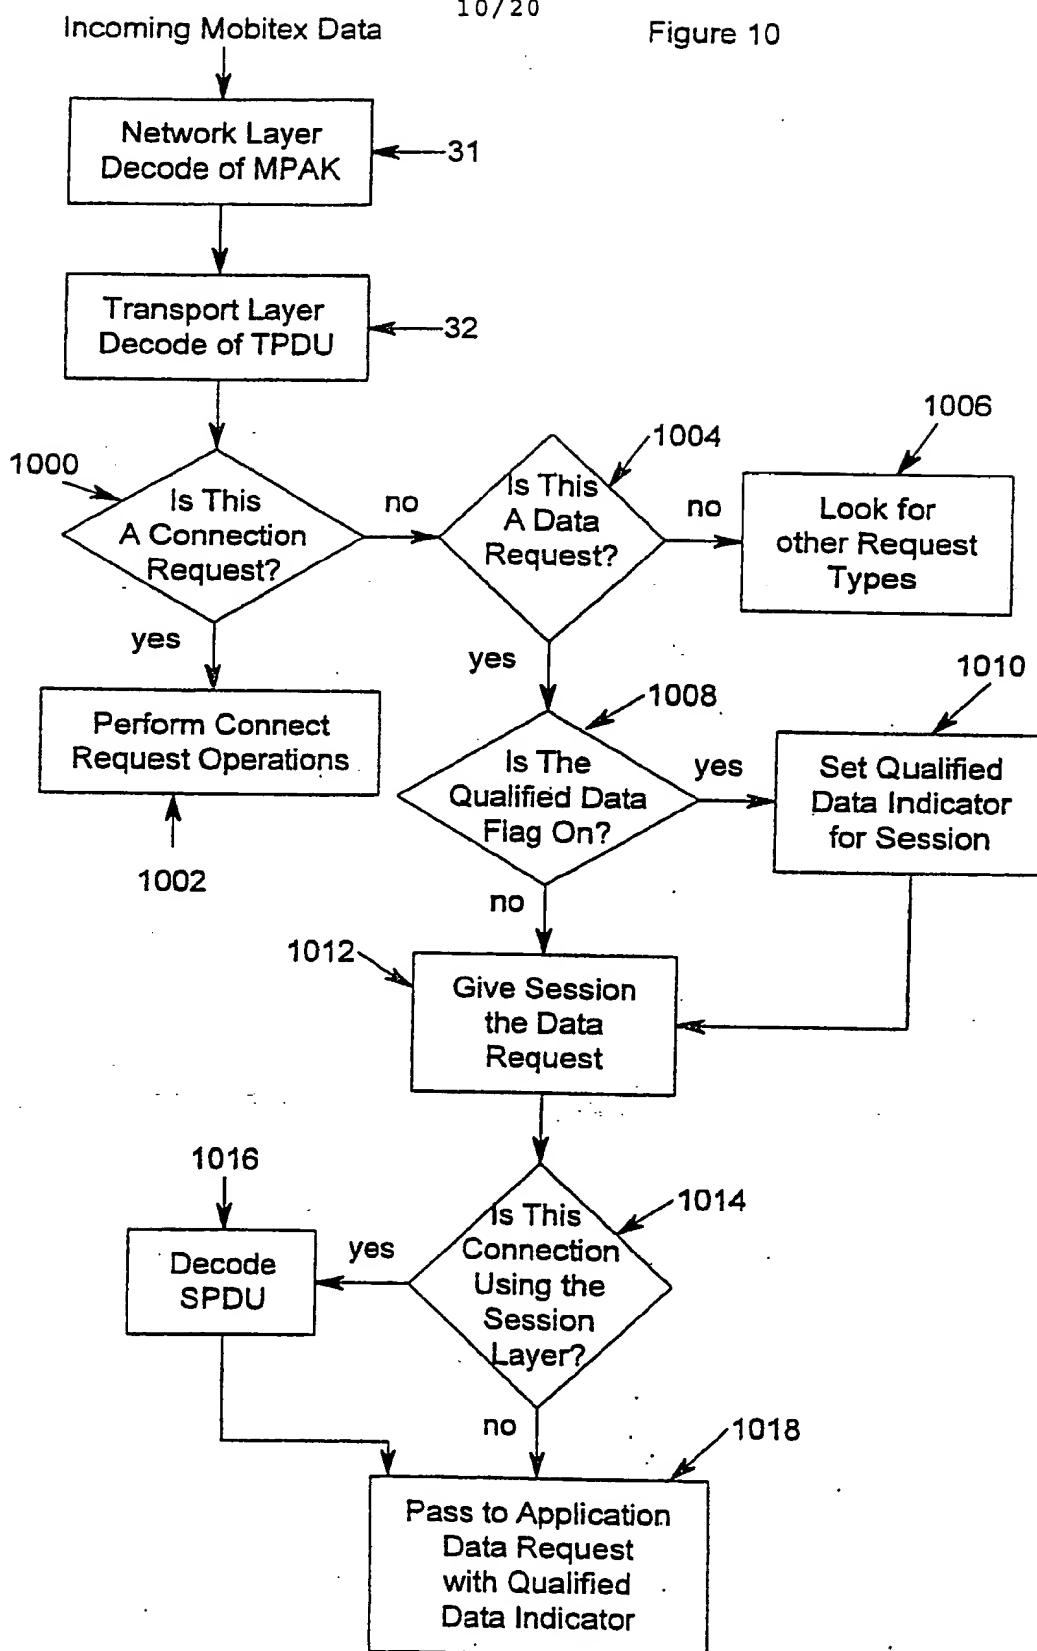 10/20
Incoming Mobitex Data
Figure 10
Network Layer
Decode of MPAK
31
Transport Layer
Decode of TPDU
32
1000
Is This
A Connection
Request?
no
1004
Is This
A Data
Request?
no
1006
Look for
other Request
Types
yes
Perform Connect
Request Operations
1002
yes
1008
Is The
Qualified Data
Flag On?
yes
1010
Set Qualified
Data Indicator
for Session
no
1012
Give Session
the Data
Request
1014
Is This
Connection
Using the
Session
Layer?
yes
1016
Decode
SPDU
no
1018
Pass to Application
Data Request
with Qualified
Data Indicator